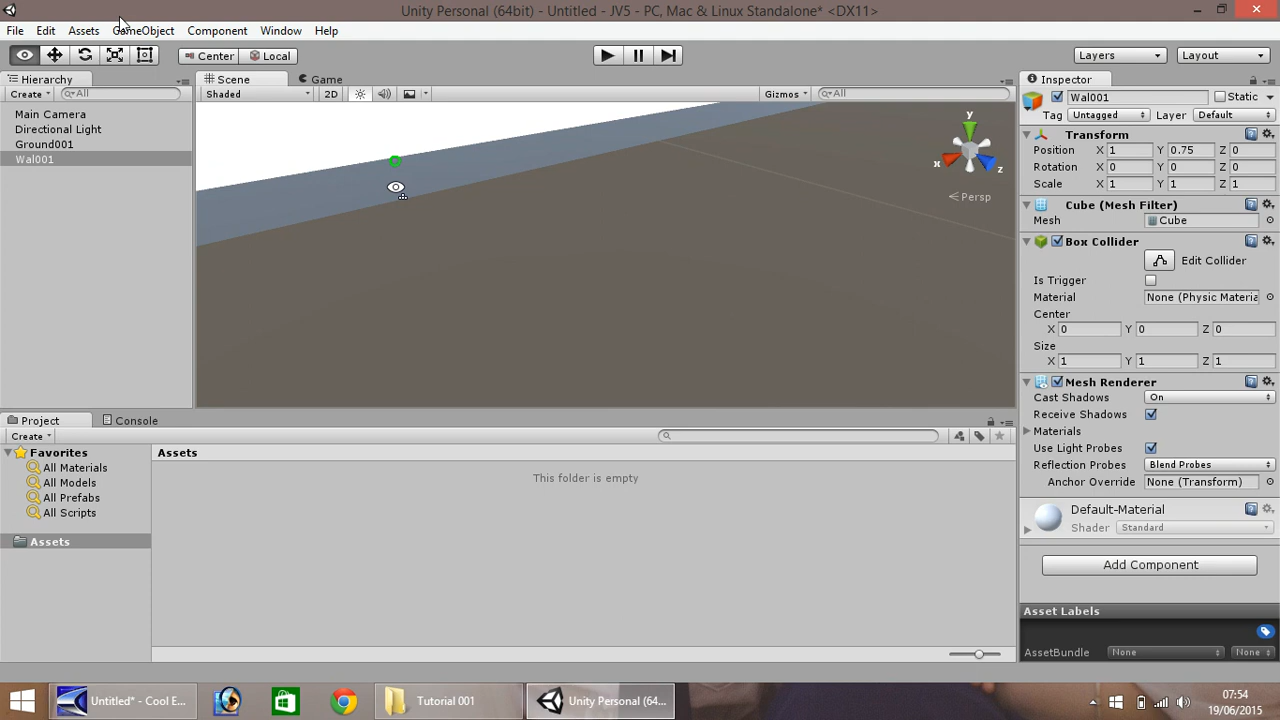 Unity Personal (64bit) - Untitled - JV5 - PC, Mac & Linux Standalone* <DX11>
File Edit Assets GameObject Component Window Help
Center Local Layers Layout
Hierarchy Scene Game Inspector
Create All Shaded 2D Gizmos All
Wal001 Static
Tag Untagged Layer Default
Main Camera
Directional Light
Ground001
Wal001
y
x
z
Persp
Transform
Position X 1 Y 0.75 Z 0
Rotation X 0 Y 0 Z 0
Scale X 1 Y 1 Z 1
Cube (Mesh Filter)
Mesh Cube
Box Collider
Edit Collider
Is Trigger
Material None (Physic Materia
Center
X 0 Y 0 Z 0
Size
X 1 Y 1 Z 1
Mesh Renderer
Cast Shadows On
Receive Shadows
Materials
Use Light Probes
Reflection Probes Blend Probes
Anchor Override None (Transform)
Default-Material
Shader Standard
Add Component
Asset Labels
AssetBundle None None
Project Console
Create
Favorites
All Materials
All Models
All Prefabs
All Scripts
Assets
Assets
This folder is empty
Untitled* - Cool E...
Tutorial 001
Unity Personal (64...
07:54
19/06/2015